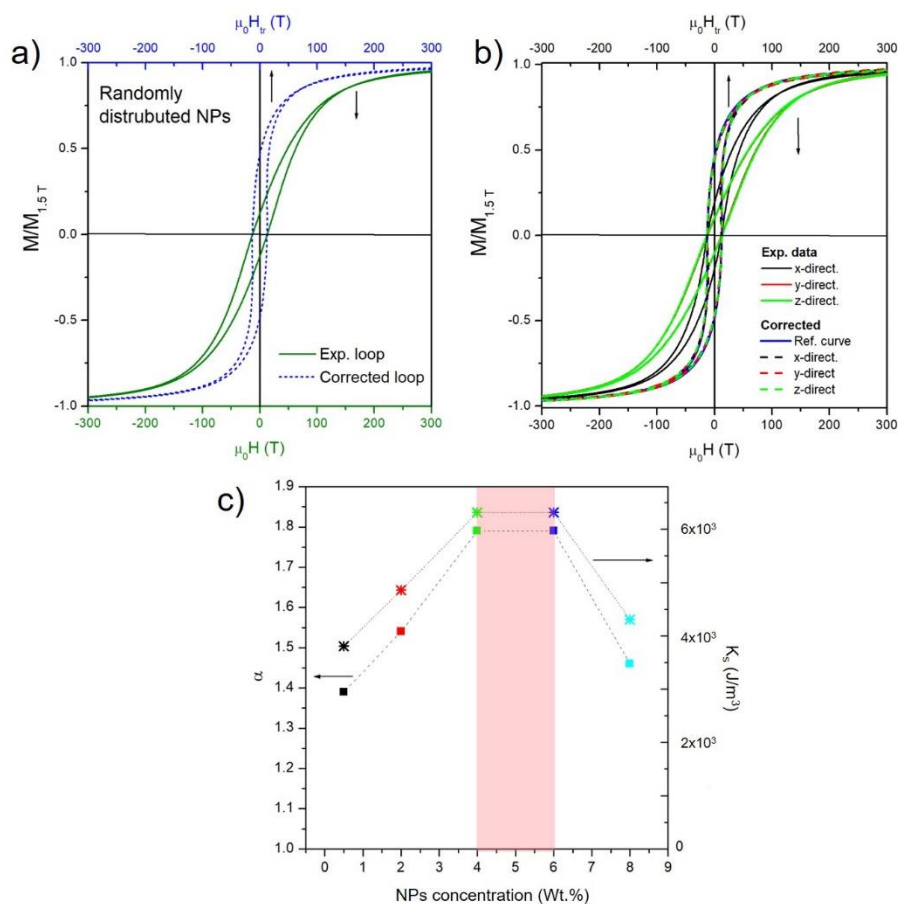 a)
μ₀Hₜᵣ (T)
-300 -200 -100 0 100 200 300
1.0
0.5
0.0
-0.5
-1.0
M/M₁.₅ T
Randomly
distrubuted NPs
Exp. loop
Corrected loop
-300 -200 -100 0 100 200 300
μ₀H (T)
b)
μ₀Hₜᵣ (T)
-300 -200 -100 0 100 200 300
1.0
0.5
0.0
-0.5
-1.0
M/M₁.₅ T
Exp. data
x-direct.
y-direct.
z-direct.
Corrected
Ref. curve
x-direct.
y-direct
z-direct
-300 -200 -100 0 100 200 300
μ₀H (T)
c)
1.9
1.8
1.7
1.6
1.5
1.4
1.3
1.2
1.1
1.0
α
6x10³
4x10³
2x10³
0
Kₛ (J/m³)
0 1 2 3 4 5 6 7 8 9
NPs concentration (Wt.%)